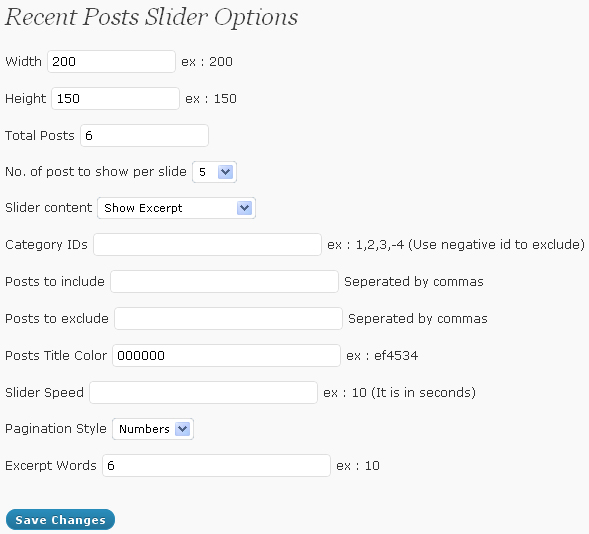 Recent Posts Slider Options
Width 200 ex : 200
Height 150 ex : 150
Total Posts 6
No. of post to show per slide 5
Slider content Show Excerpt
Category IDs ex : 1,2,3,-4 (Use negative id to exclude)
Posts to include Seperated by commas
Posts to exclude Seperated by commas
Posts Title Color 000000 ex : ef4534
Slider Speed ex : 10 (It is in seconds)
Pagination Style Numbers
Excerpt Words 6 ex : 10
Save Changes